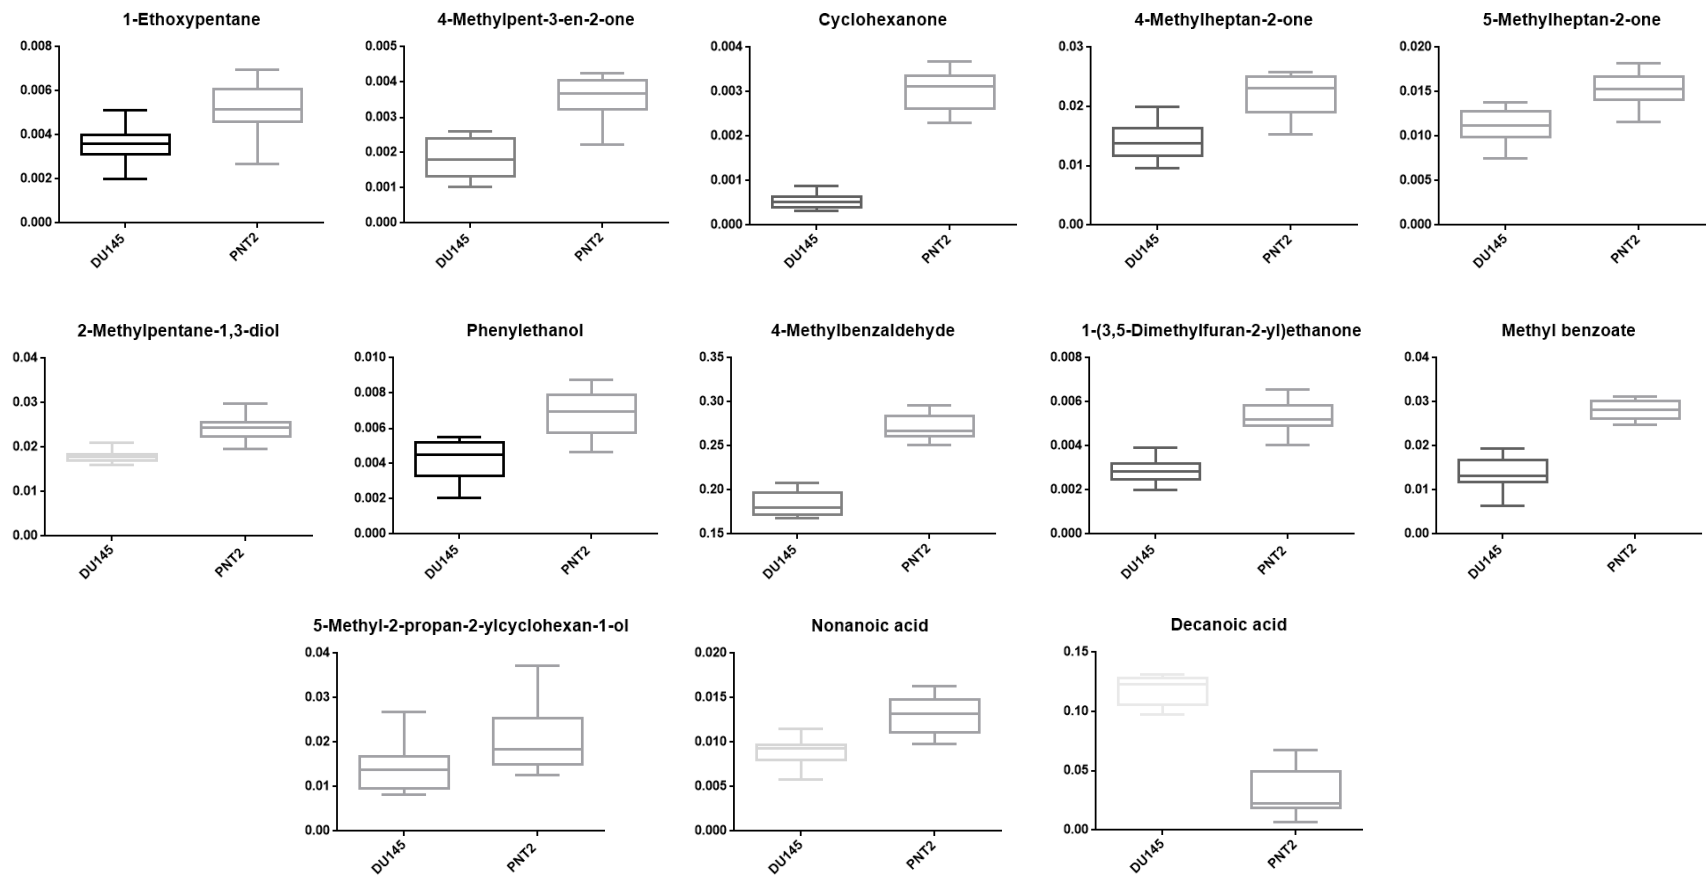 1-Ethoxypentane
0.008
0.006
0.004
0.002
0.000
DU145
PNT2
4-Methylpent-3-en-2-one
0.005
0.004
0.003
0.002
0.001
0.000
DU145
PNT2
Cyclohexanone
0.004
0.003
0.002
0.001
0.000
DU145
PNT2
4-Methylheptan-2-one
0.03
0.02
0.01
0.00
DU145
PNT2
5-Methylheptan-2-one
0.020
0.015
0.010
0.005
0.000
DU145
PNT2
2-Methylpentane-1,3-diol
0.04
0.03
0.02
0.01
0.00
DU145
PNT2
Phenylethanol
0.010
0.008
0.006
0.004
0.002
0.000
DU145
PNT2
4-Methylbenzaldehyde
0.35
0.30
0.25
0.20
0.15
DU145
PNT2
1-(3,5-Dimethylfuran-2-yl)ethanone
0.008
0.006
0.004
0.002
0.000
DU145
PNT2
Methyl benzoate
0.04
0.03
0.02
0.01
0.00
DU145
PNT2
5-Methyl-2-propan-2-ylcyclohexan-1-ol
0.04
0.03
0.02
0.01
0.00
DU145
PNT2
Nonanoic acid
0.020
0.015
0.010
0.005
0.000
DU145
PNT2
Decanoic acid
0.15
0.10
0.05
0.00
DU145
PNT2